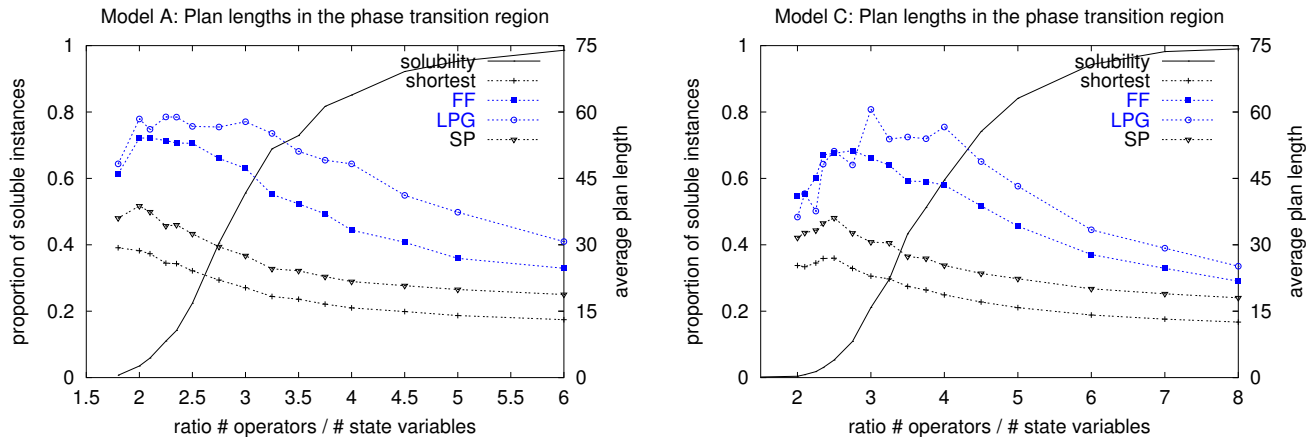 Model A: Plan lengths in the phase transition region
proportion of soluble instances
1
0.8
0.6
0.4
0.2
0
1.5 2 2.5 3 3.5 4 4.5 5 5.5 6
ratio # operators / # state variables
75
60
45
30
15
0
average plan length
solubility
shortest
FF
LPG
SP
Model C: Plan lengths in the phase transition region
proportion of soluble instances
1
0.8
0.6
0.4
0.2
0
2 3 4 5 6 7 8
ratio # operators / # state variables
75
60
45
30
15
0
average plan length
solubility
shortest
FF
LPG
SP